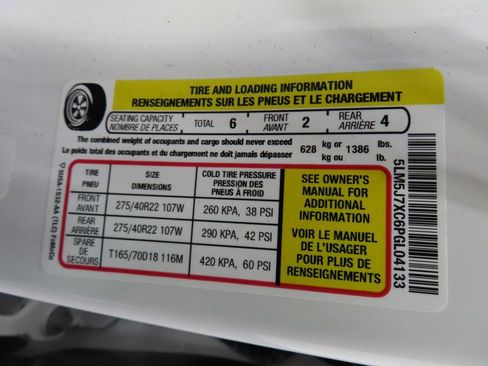 TIRE AND LOADING INFORMATION
RENSEIGNEMENTS SUR LES PNEUS ET LE CHARGEMENT
SEATING CAPACITY
NOMBRE DE PLACES
TOTAL 6
FRONT
AVANT 2
REAR
ARRIÈRE 4
The combined weight of occupants and cargo should never exceed
Le poids total des occupants et du chargement ne doit jamais dépasser
628 kg or
kg ou 1386 lbs.
lb.
TIRE
PNEU
SIZE
DIMENSIONS
COLD TIRE PRESSURE
PRESSION DES
PNEUS À FROID
FRONT
AVANT
275/40R22 107W
260 KPA, 38 PSI
REAR
ARRIÈRE
275/40R22 107W
290 KPA, 42 PSI
SPARE
DE
SECOURS
T165/70D18 116M
420 KPA, 60 PSI
SEE OWNER'S
MANUAL FOR
ADDITIONAL
INFORMATION
VOIR LE MANUEL
DE L'USAGER
POUR PLUS DE
RENSEIGNEMENTS
5LM5J7XC6PGL04133